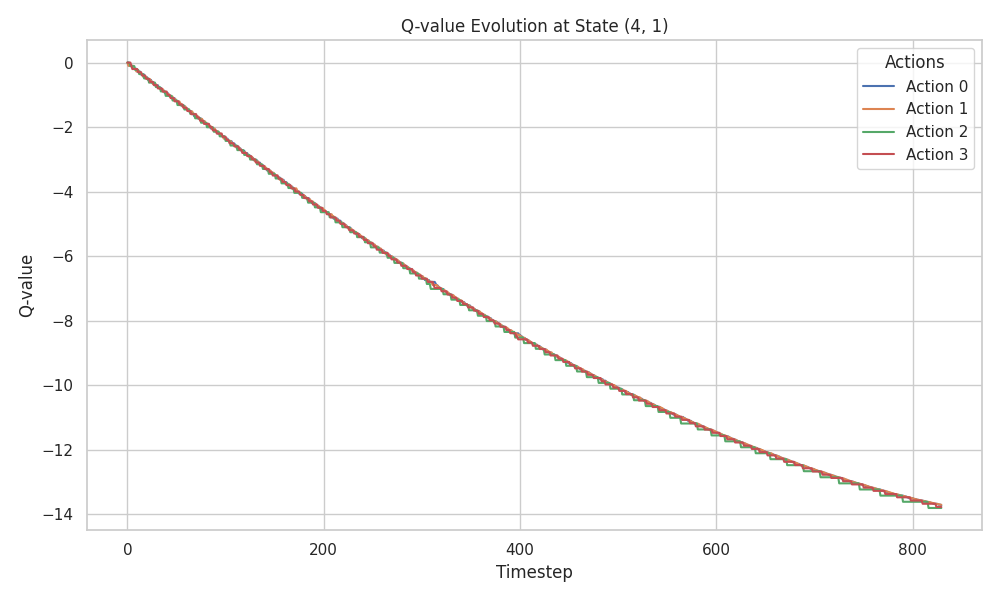 Q-value Evolution at State (4, 1)
Q-value
0
−2
−4
−6
−8
−10
−12
−14
0
200
400
600
800
Timestep
Actions
Action 0
Action 1
Action 2
Action 3